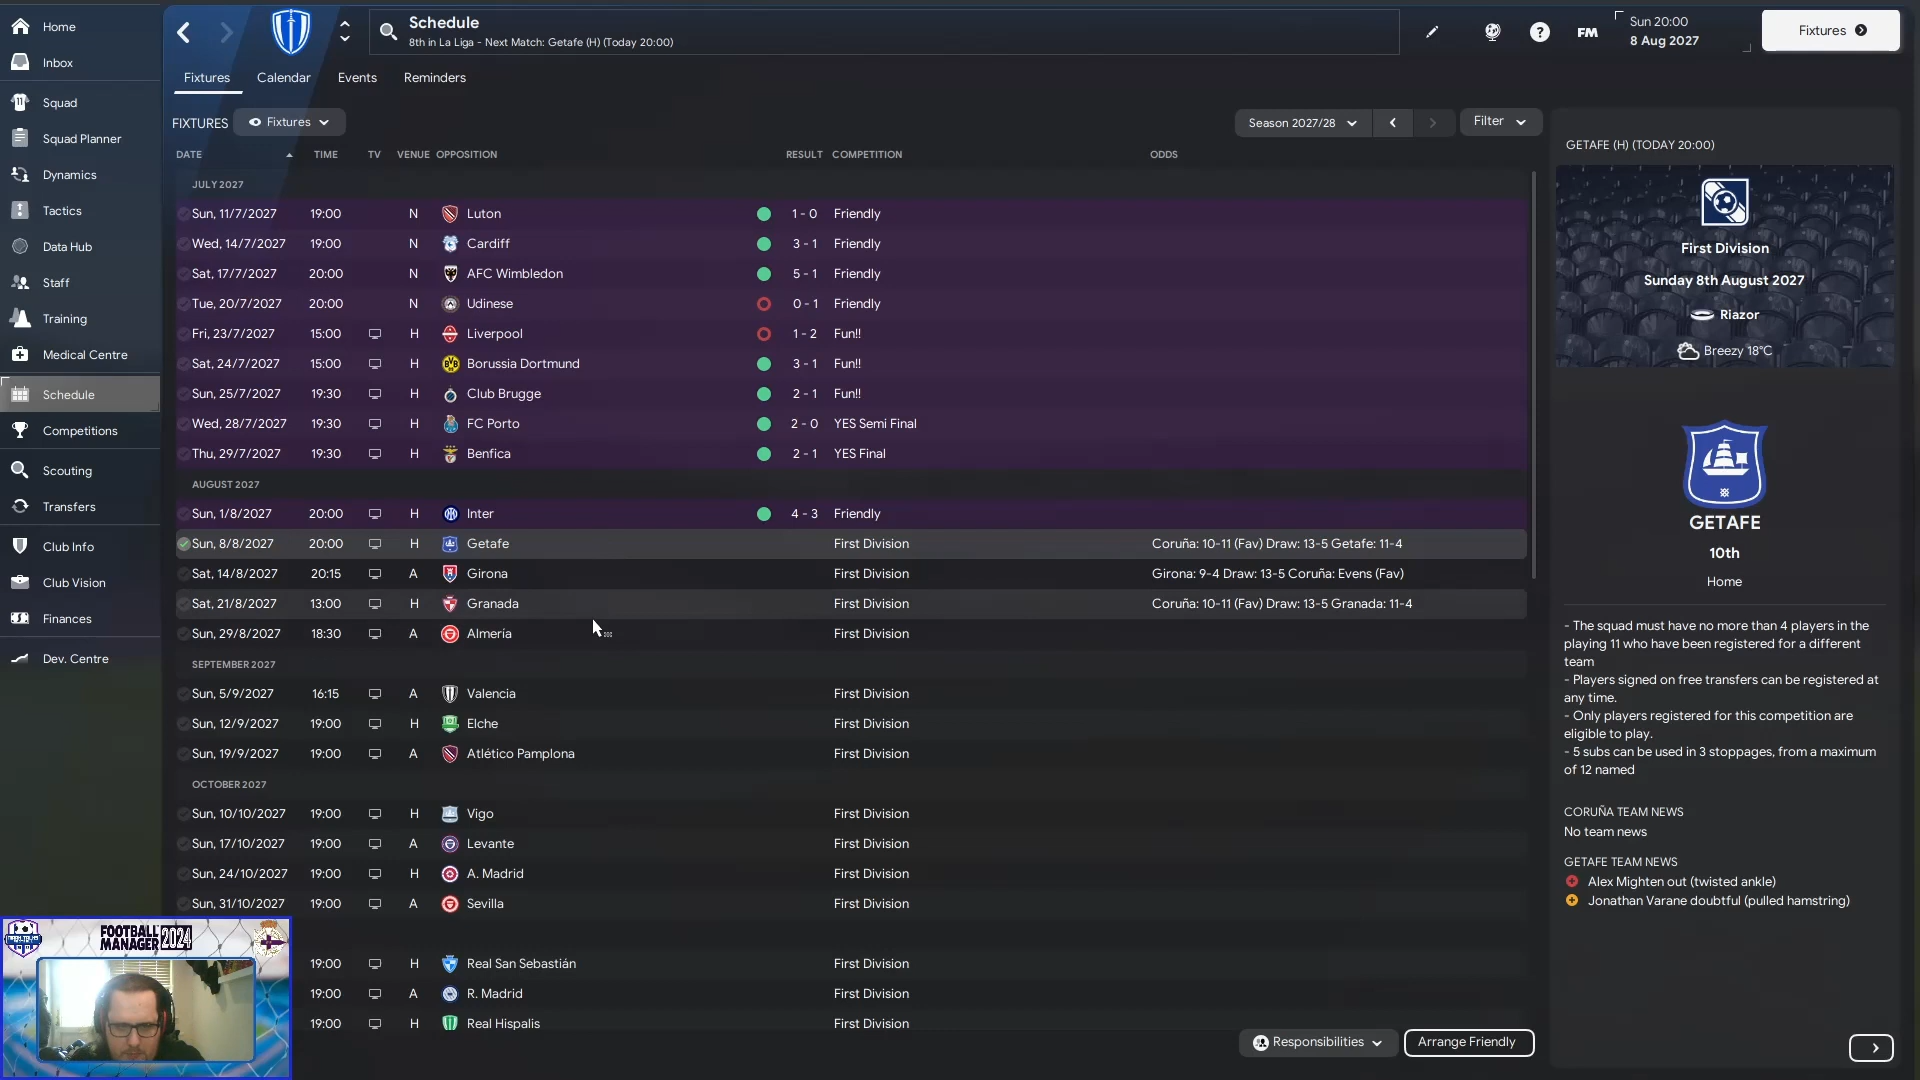 Home
Inbox
Squad
Squad Planner
Dynamics
Tactics
Data Hub
Staff
Training
Medical Centre
Schedule
Competitions
Scouting
Transfers
Club Info
Club Vision
Finances
Dev. Centre
Schedule
8th in La Liga - Next Match: Getafe (H) (Today 20:00)
FM
Sun 20:00
8 Aug 2027
Fixtures
Fixtures Calendar Events Reminders
FIXTURES Fixtures
Season 2027/28 Filter
DATE TIME TV VENUE OPPOSITION RESULT COMPETITION ODDS
JULY 2027
Sun, 11/7/2027 19:00 N Luton 1 - 0 Friendly
Wed, 14/7/2027 19:00 N Cardiff 3 - 1 Friendly
Sat, 17/7/2027 20:00 N AFC Wimbledon 5 - 1 Friendly
Tue, 20/7/2027 20:00 N Udinese 0 - 1 Friendly
Fri, 23/7/2027 15:00 H Liverpool 1 - 2 Fun!!
Sat, 24/7/2027 15:00 H Borussia Dortmund 3 - 1 Fun!!
Sun, 25/7/2027 19:30 H Club Brugge 2 - 1 Fun!!
Wed, 28/7/2027 19:30 H FC Porto 2 - 0 YES Semi Final
Thu, 29/7/2027 19:30 H Benfica 2 - 1 YES Final
AUGUST 2027
Sun, 1/8/2027 20:00 H Inter 4 - 3 Friendly
Sun, 8/8/2027 20:00 H Getafe First Division Coruña: 10-11 (Fav) Draw: 13-5 Getafe: 11-4
Sat, 14/8/2027 20:15 A Girona First Division Girona: 9-4 Draw: 13-5 Coruña: Evens (Fav)
Sat, 21/8/2027 13:00 H Granada First Division Coruña: 10-11 (Fav) Draw: 13-5 Granada: 11-4
Sun, 29/8/2027 18:30 A Almería First Division
SEPTEMBER 2027
Sun, 5/9/2027 16:15 A Valencia First Division
Sun, 12/9/2027 19:00 H Elche First Division
Sun, 19/9/2027 19:00 A Atlético Pamplona First Division
OCTOBER 2027
Sun, 10/10/2027 19:00 H Vigo First Division
Sun, 17/10/2027 19:00 A Levante First Division
Sun, 24/10/2027 19:00 H A. Madrid First Division
Sun, 31/10/2027 19:00 A Sevilla First Division
19:00 H Real San Sebastián First Division
19:00 A R. Madrid First Division
19:00 H Real Hispalis First Division
Responsibilities Arrange Friendly
GETAFE (H) (TODAY 20:00)
First Division
Sunday 8th August 2027
Riazor
Breezy 18°C
GETAFE
10th
Home
- The squad must have no more than 4 players in the
playing 11 who have been registered for a different
team
- Players signed on free transfers can be registered at
any time.
- Only players registered for this competition are
eligible to play.
- 5 subs can be used in 3 stoppages, from a maximum
of 12 named
CORUÑA TEAM NEWS
No team news
GETAFE TEAM NEWS
Alex Mighten out (twisted ankle)
Jonathan Varane doubtful (pulled hamstring)
FOOTBALL
MANAGER 2024